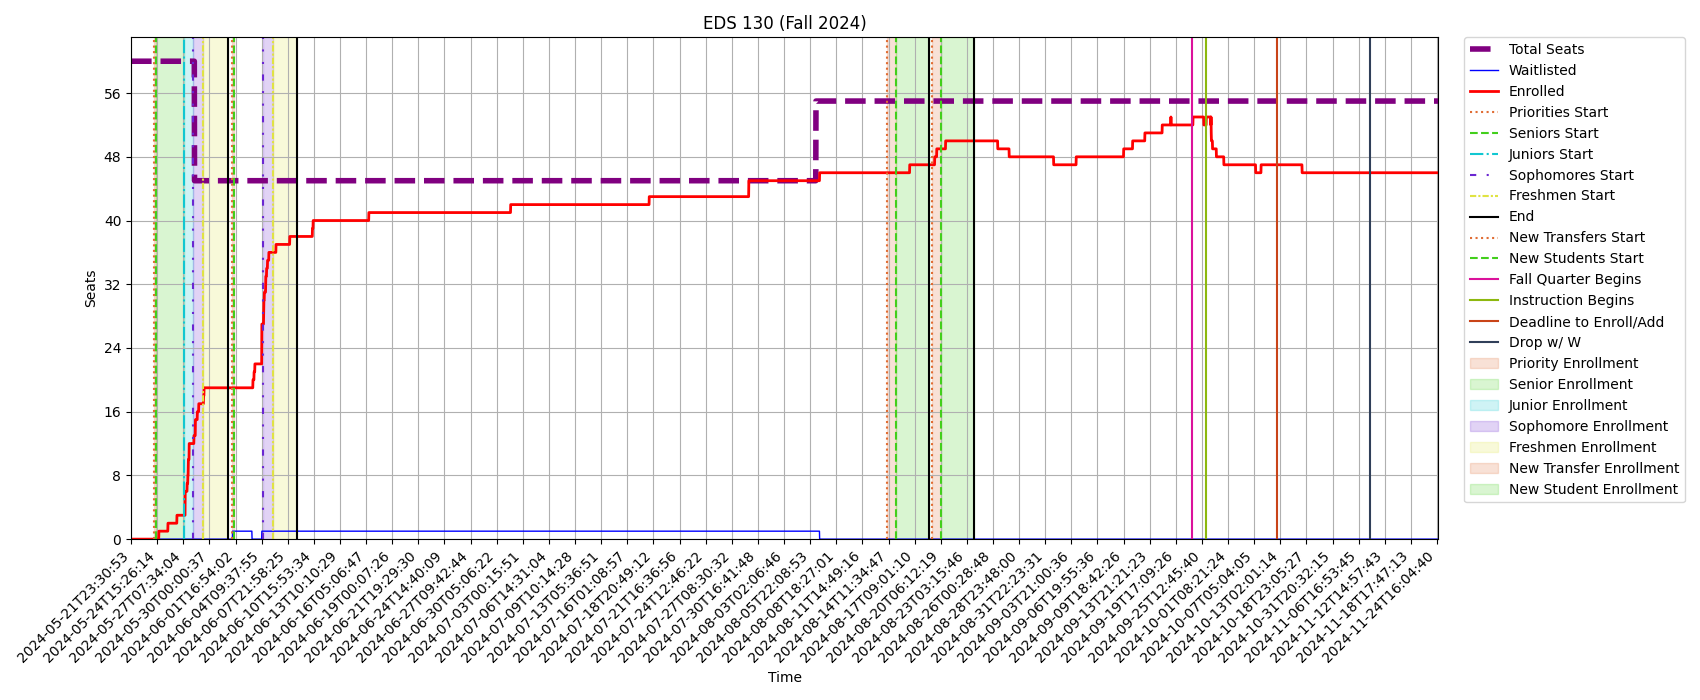 EDS 130 (Fall 2024)
Seats
56
48
40
32
24
16
8
0
2024-05-21T23:30:53
2024-05-24T15:26:14
2024-05-27T07:34:04
2024-05-30T00:00:37
2024-06-01T16:54:02
2024-06-04T09:37:55
2024-06-07T21:58:23
2024-06-10T15:53:34
2024-06-13T10:10:29
2024-06-16T05:06:47
2024-06-19T00:07:26
2024-06-21T19:29:30
2024-06-24T14:40:09
2024-06-27T09:42:44
2024-06-30T05:06:22
2024-07-03T00:15:51
2024-07-06T14:31:04
2024-07-09T10:14:28
2024-07-13T05:36:51
2024-07-16T01:08:57
2024-07-18T20:49:12
2024-07-21T16:36:56
2024-07-24T12:46:22
2024-07-27T08:30:32
2024-07-30T16:41:48
2024-08-03T02:06:46
2024-08-05T22:08:53
2024-08-08T18:27:01
2024-08-11T14:49:16
2024-08-14T11:34:47
2024-08-17T09:01:10
2024-08-20T06:12:19
2024-08-23T03:15:46
2024-08-26T00:28:48
2024-08-28T23:48:00
2024-08-31T22:23:31
2024-09-03T21:00:36
2024-09-06T19:55:36
2024-09-09T18:42:26
2024-09-13T21:21:23
2024-09-19T17:09:26
2024-09-25T12:45:40
2024-10-01T08:21:24
2024-10-07T05:04:05
2024-10-13T02:01:14
2024-10-18T23:05:27
2024-10-31T20:32:15
2024-11-06T16:53:45
2024-11-12T14:57:43
2024-11-18T17:47:13
2024-11-24T16:04:40
Time
Total Seats
Waitlisted
Enrolled
Priorities Start
Seniors Start
Juniors Start
Sophomores Start
Freshmen Start
End
New Transfers Start
New Students Start
Fall Quarter Begins
Instruction Begins
Deadline to Enroll/Add
Drop w/ W
Priority Enrollment
Senior Enrollment
Junior Enrollment
Sophomore Enrollment
Freshmen Enrollment
New Transfer Enrollment
New Student Enrollment